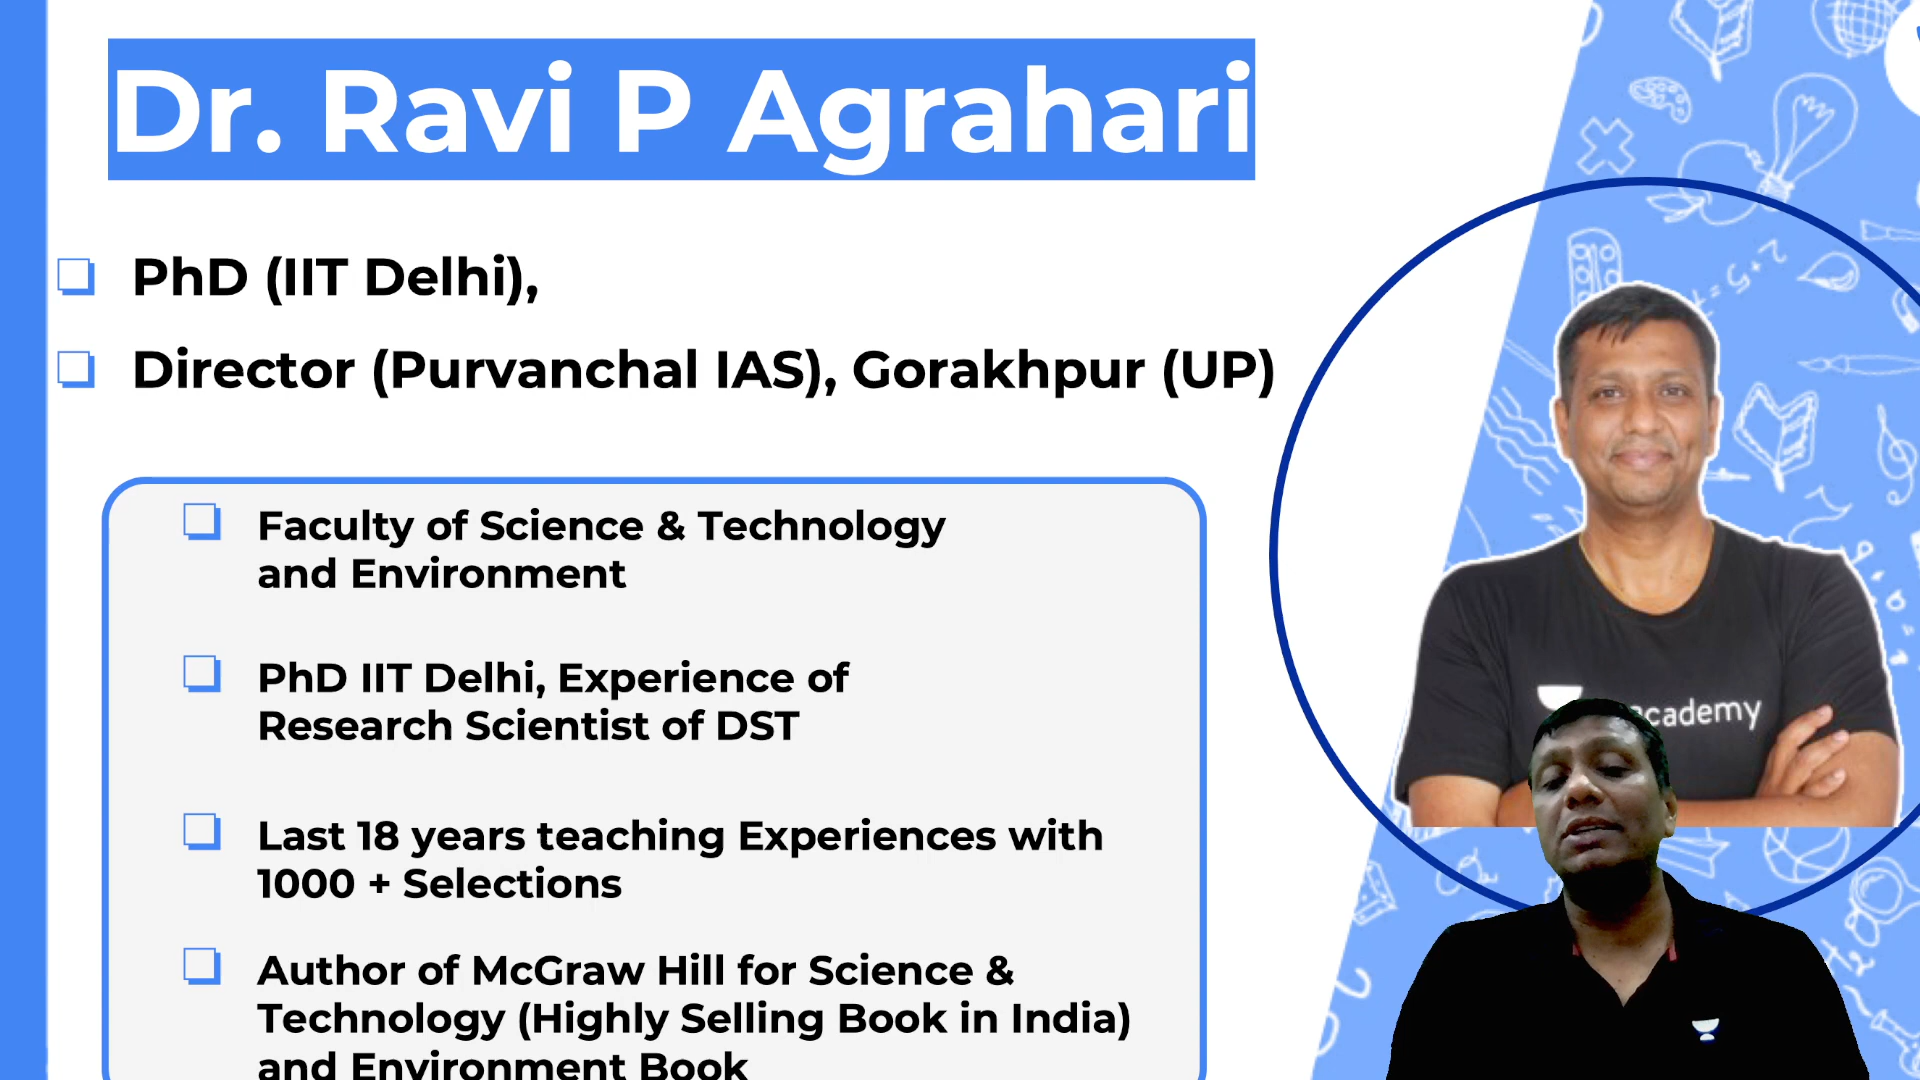 Dr. Ravi P Agrahari
PhD (IIT Delhi),
Director (Purvanchal IAS), Gorakhpur (UP)
Faculty of Science & Technology
and Environment
PhD IIT Delhi, Experience of
Research Scientist of DST
Last 18 years teaching Experiences with
1000 + Selections
Author of McGraw Hill for Science &
Technology (Highly Selling Book in India)
and Environment Book
cademy